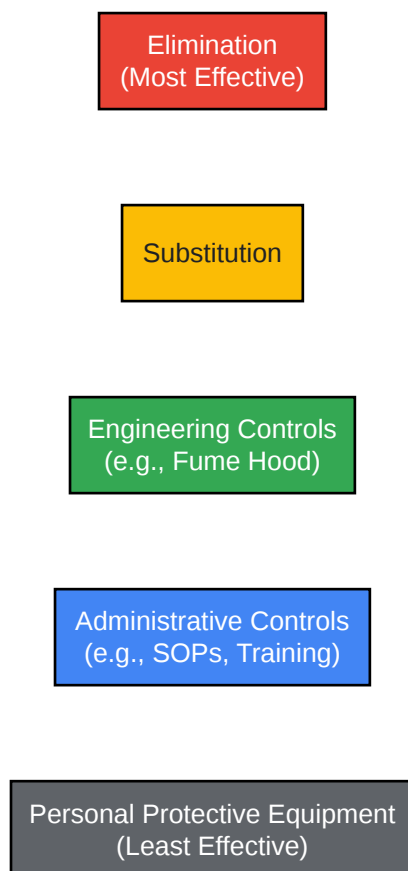 Elimination
(Most Effective)
Substitution
Engineering Controls
(e.g., Fume Hood)
Administrative Controls
(e.g., SOPs, Training)
Personal Protective Equipment
(Least Effective)